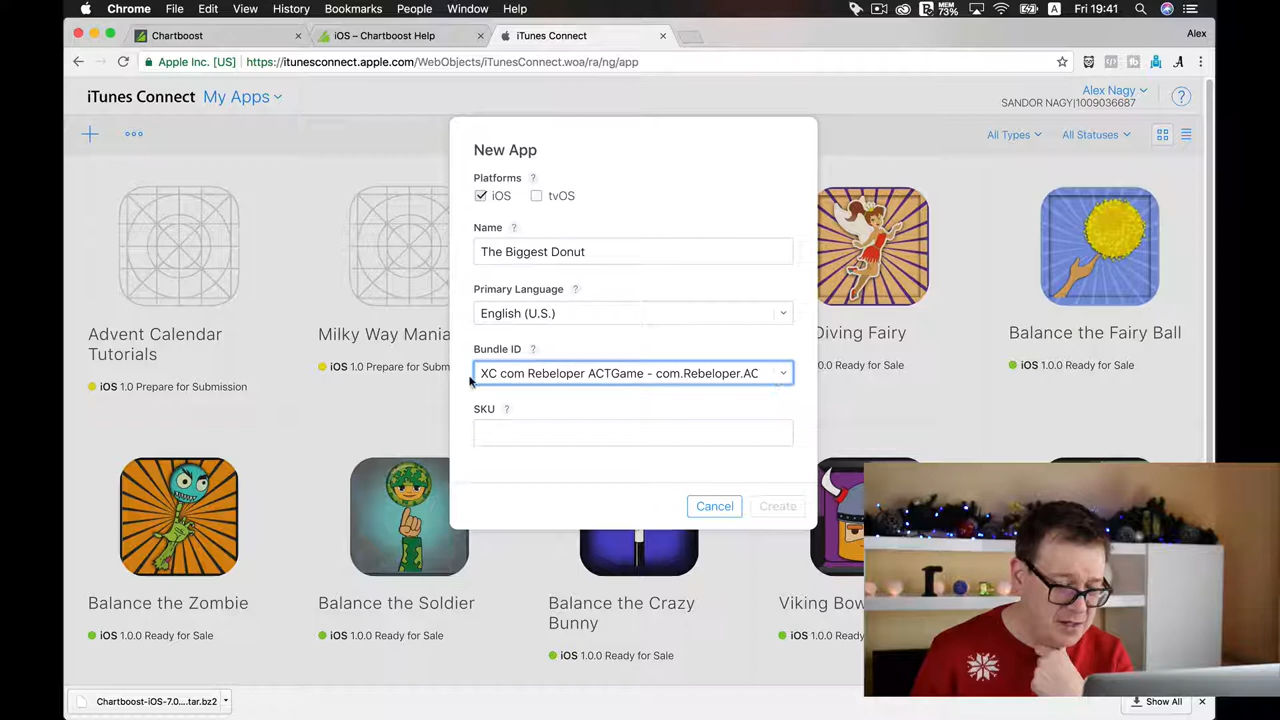 Chrome File Edit View History Bookmarks People Window Help
MEM 73% A Fri 19:41
Chartboost
iOS – Chartboost Help
iTunes Connect
Alex
Apple Inc. [US] https://itunesconnect.apple.com/WebObjects/iTunesConnect.woa/ra/ng/app
iTunes Connect My Apps
Alex Nagy
SANDOR NAGY|1009036687
All Types All Statuses
New App
Platforms ?
iOS tvOS
Name ?
The Biggest Donut
Primary Language ?
English (U.S.)
Bundle ID ?
XC com Rebeloper ACTGame - com.Rebeloper.AC
SKU ?
Cancel Create
Advent Calendar
Tutorials
iOS 1.0 Prepare for Submission
Milky Way Mania
iOS 1.0 Prepare for Subm
Diving Fairy
1.0.0 Ready for Sale
Balance the Fairy Ball
iOS 1.0.0 Ready for Sale
Balance the Zombie
iOS 1.0.0 Ready for Sale
Balance the Soldier
iOS 1.0.0 Ready for Sale
Balance the Crazy
Bunny
iOS 1.0.0 Ready for Sale
Viking Bow
iOS 1.0.0 Ready for Sale
Chartboost-iOS-7.0....tar.bz2
Show All